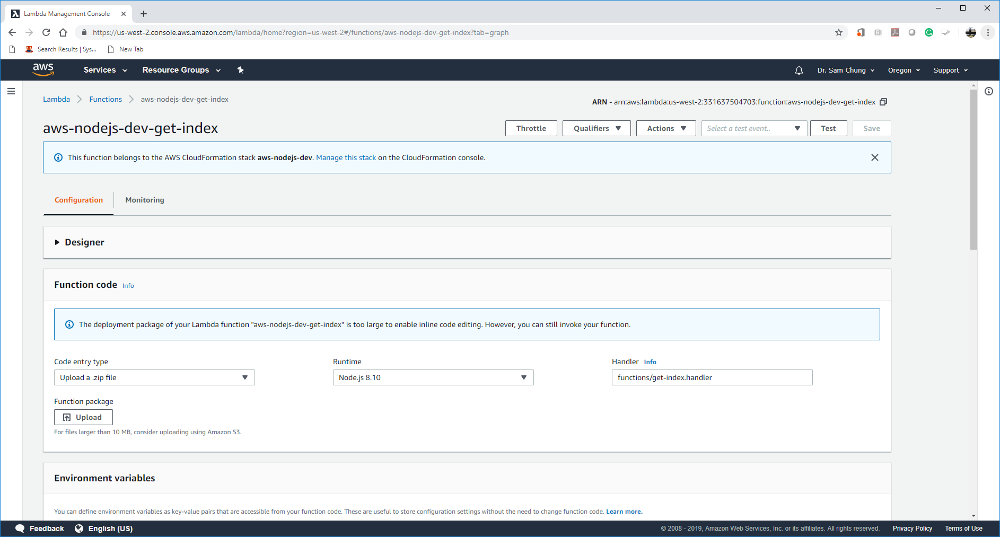 Lambda Management Console
https://us-west-2.console.aws.amazon.com/lambda/home?region=us-west-2#/functions/aws-nodejs-dev-get-index?tab=graph
Search Results | Sys... New Tab
aws Services Resource Groups Dr. Sam Chung Oregon Support
Lambda Functions aws-nodejs-dev-get-index
ARN - arn:aws:lambda:us-west-2:331637504703:function:aws-nodejs-dev-get-index
aws-nodejs-dev-get-index Throttle Qualifiers Actions Select a test event.. Test Save
This function belongs to the AWS CloudFormation stack aws-nodejs-dev. Manage this stack on the CloudFormation console.
Configuration Monitoring
Designer
Function code Info
The deployment package of your Lambda function "aws-nodejs-dev-get-index" is too large to enable inline code editing. However, you can still invoke your function.
Code entry type Runtime Handler Info
Upload a .zip file Node.js 8.10 functions/get-index.handler
Function package
Upload
For files larger than 10 MB, consider uploading using Amazon S3.
Environment variables
You can define environment variables as key-value pairs that are accessible from your function code. These are useful to store configuration settings without the need to change function code. Learn more.
Feedback English (US) © 2008 - 2019, Amazon Web Services, Inc. or its affiliates. All rights reserved. Privacy Policy Terms of Use